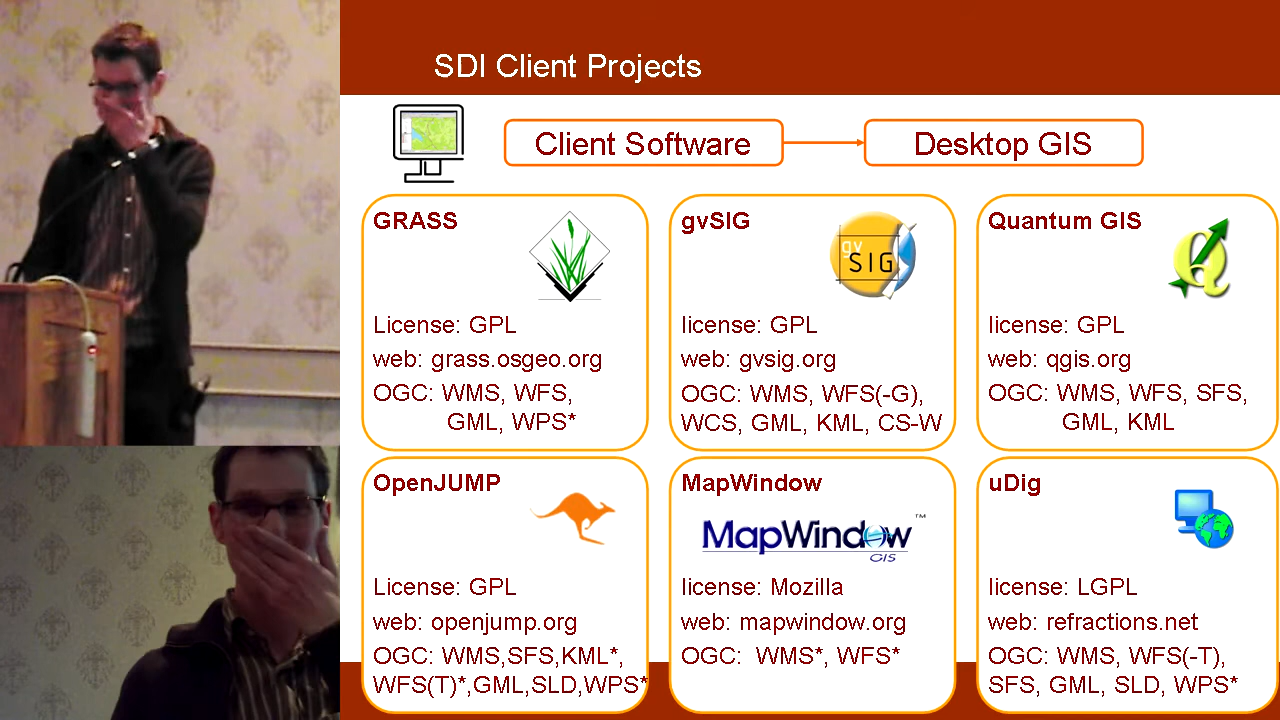 SDI Client Projects
Client Software
Desktop GIS
GRASS
License: GPL
web: grass.osgeo.org
OGC: WMS, WFS,
GML, WPS*
gvSIG
gv
SIG
license: GPL
web: gvsig.org
OGC: WMS, WFS(-G),
WCS, GML, KML, CS-W
Quantum GIS
Q
license: GPL
web: qgis.org
OGC: WMS, WFS, SFS,
GML, KML
OpenJUMP
License: GPL
web: openjump.org
OGC: WMS,SFS,KML*,
WFS(T)*,GML,SLD,WPS*
MapWindow
MapWindow™
GIS
license: Mozilla
web: mapwindow.org
OGC: WMS*, WFS*
uDig
license: LGPL
web: refractions.net
OGC: WMS, WFS(-T),
SFS, GML, SLD, WPS*